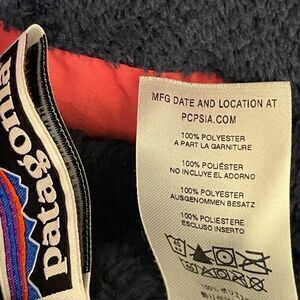 patagonia
MFG DATE AND LOCATION AT
PCPSIA.COM
100% POLYESTER
A PART LA GARNITURE
100% POLIÉSTER
NO INCLUYE EL ADORNO
100% POLYESTER
AUSGENOMMEN BESATZ
100% POLIESTERE
ESCLUSO INSERTO